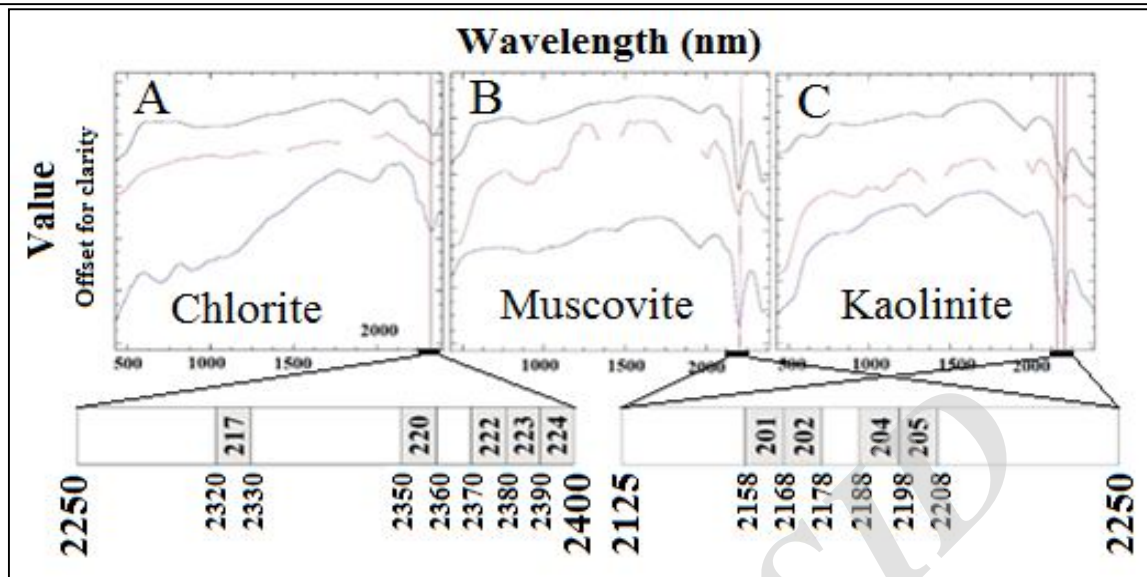 Wavelength (nm)
Value
Offset for clarity
A
B
C
Chlorite
Muscovite
Kaolinite
2000
500 1000 1500
1000 1500 2000
500 1000 1500 2000
217 220 222 223 224
201 202 204 205
2250 2320 2330 2350 2360 2370 2380 2390 2400
2125 2158 2168 2178 2188 2198 2208 2250